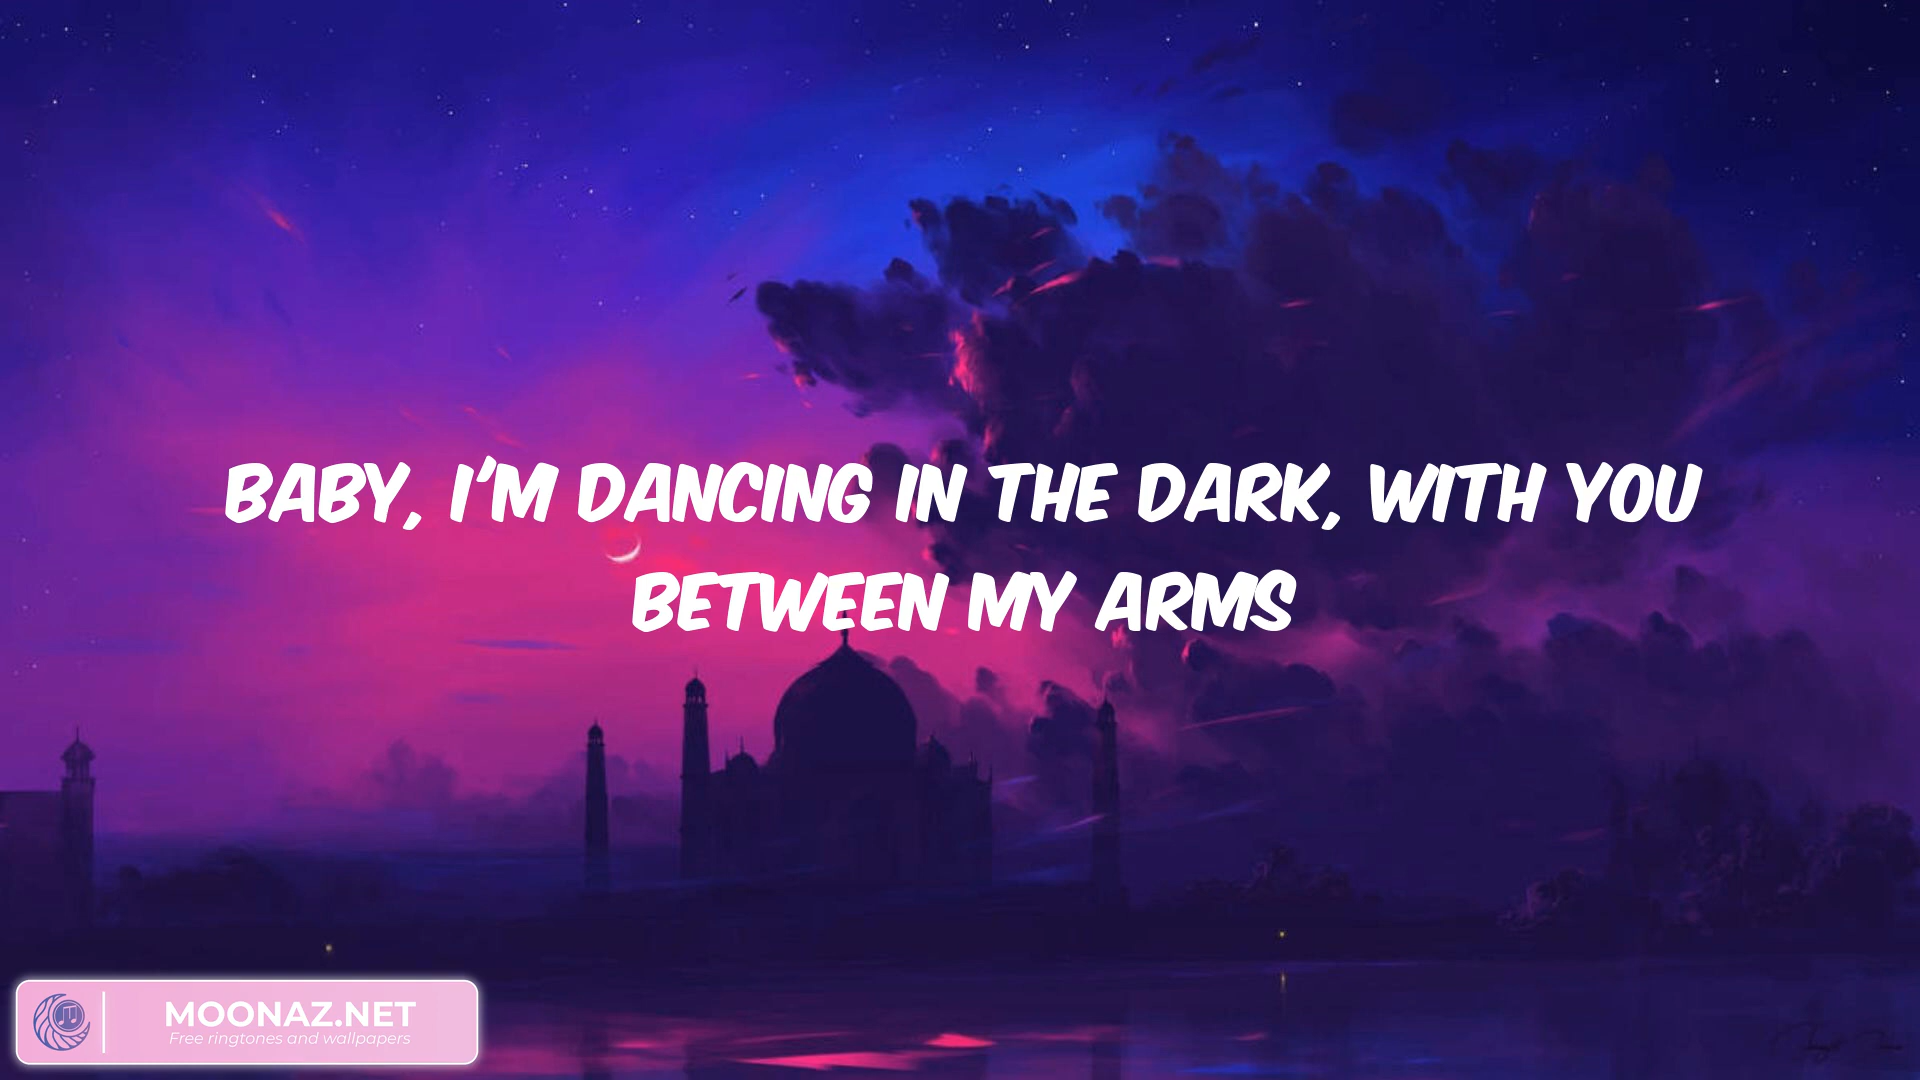 BABY, I'M DANCING IN THE DARK, WITH YOU
BETWEEN MY ARMS
MOONAZ.NET
Free ringtones and wallpapers